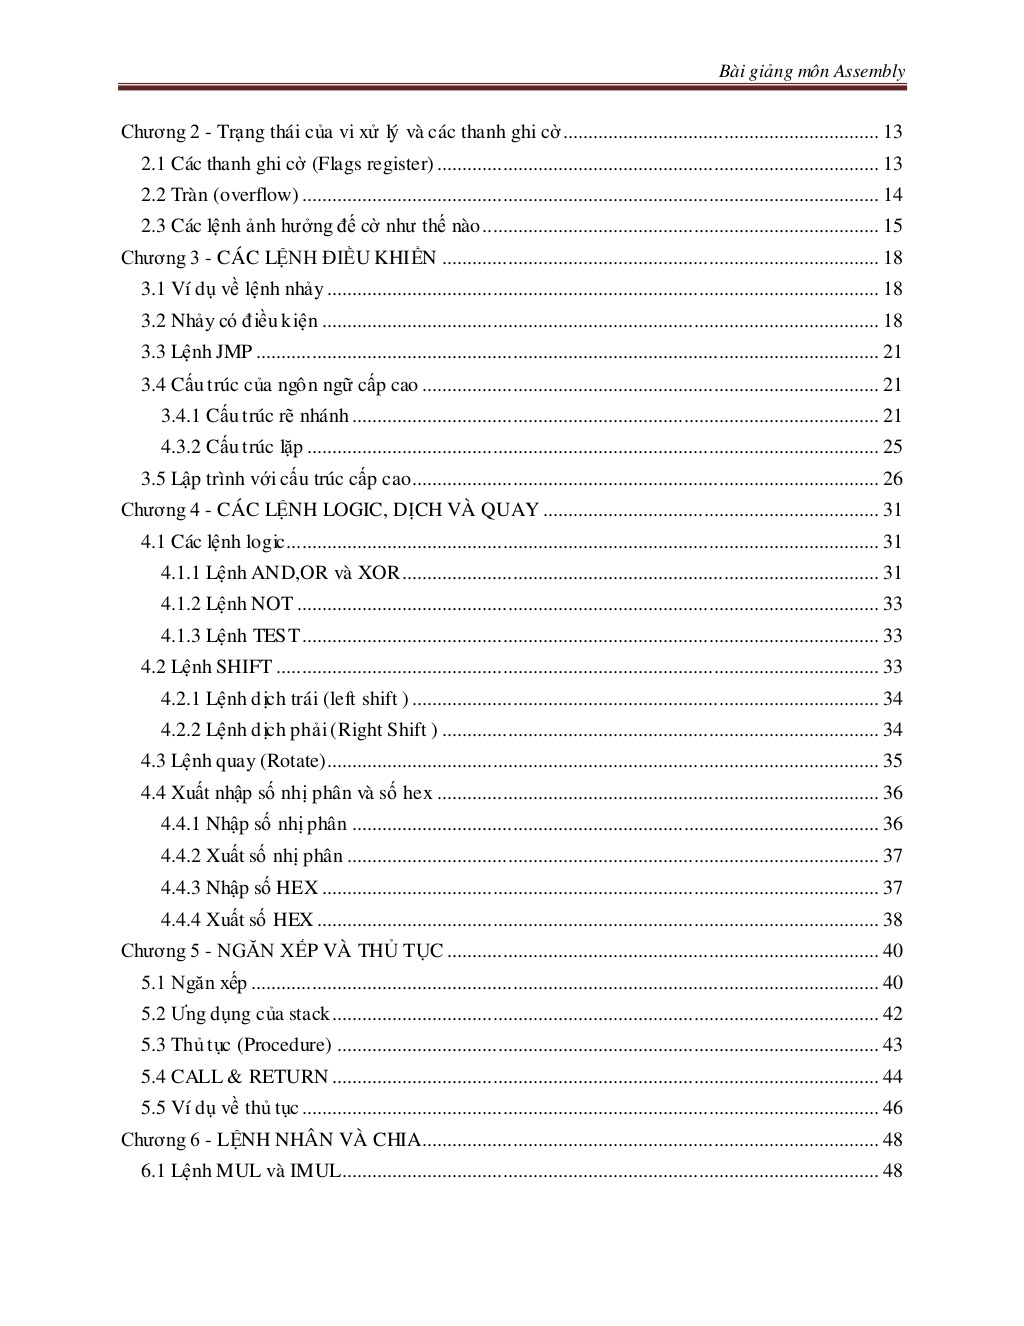 Bài giảng môn Assembly
Chương 2 - Trạng thái của vi xử lý và các thanh ghi cờ ............................................................... 13
2.1 Các thanh ghi cờ (Flags register) ........................................................................................ 13
2.2 Tràn (overflow) ................................................................................................................... 14
2.3 Các lệnh ảnh hưởng đế cờ như thế nào ............................................................................... 15
Chương 3 - CÁC LỆNH ĐIỀU KHIỂN ....................................................................................... 18
3.1 Ví dụ về lệnh nhảy .............................................................................................................. 18
3.2 Nhảy có điều kiện ............................................................................................................... 18
3.3 Lệnh JMP ............................................................................................................................ 21
3.4 Cấu trúc của ngôn ngữ cấp cao ........................................................................................... 21
3.4.1 Cấu trúc rẽ nhánh ......................................................................................................... 21
4.3.2 Cấu trúc lặp .................................................................................................................. 25
3.5 Lập trình với cấu trúc cấp cao ............................................................................................. 26
Chương 4 - CÁC LỆNH LOGIC, DỊCH VÀ QUAY ................................................................... 31
4.1 Các lệnh logic ...................................................................................................................... 31
4.1.1 Lệnh AND,OR và XOR ............................................................................................... 31
4.1.2 Lệnh NOT .................................................................................................................... 33
4.1.3 Lệnh TEST ................................................................................................................... 33
4.2 Lệnh SHIFT ........................................................................................................................ 33
4.2.1 Lệnh dịch trái (left shift ) ............................................................................................. 34
4.2.2 Lệnh dịch phải (Right Shift ) ....................................................................................... 34
4.3 Lệnh quay (Rotate) .............................................................................................................. 35
4.4 Xuất nhập số nhị phân và số hex ........................................................................................ 36
4.4.1 Nhập số nhị phân ......................................................................................................... 36
4.4.2 Xuất số nhị phân .......................................................................................................... 37
4.4.3 Nhập số HEX ............................................................................................................... 37
4.4.4 Xuất số HEX ................................................................................................................ 38
Chương 5 - NGĂN XẾP VÀ THỦ TỤC ...................................................................................... 40
5.1 Ngăn xếp ............................................................................................................................. 40
5.2 Ưng dụng của stack ............................................................................................................. 42
5.3 Thủ tục (Procedure) ............................................................................................................ 43
5.4 CALL & RETURN ............................................................................................................. 44
5.5 Ví dụ về thủ tục ................................................................................................................... 46
Chương 6 - LỆNH NHÂN VÀ CHIA ........................................................................................... 48
6.1 Lệnh MUL và IMUL ........................................................................................................... 48